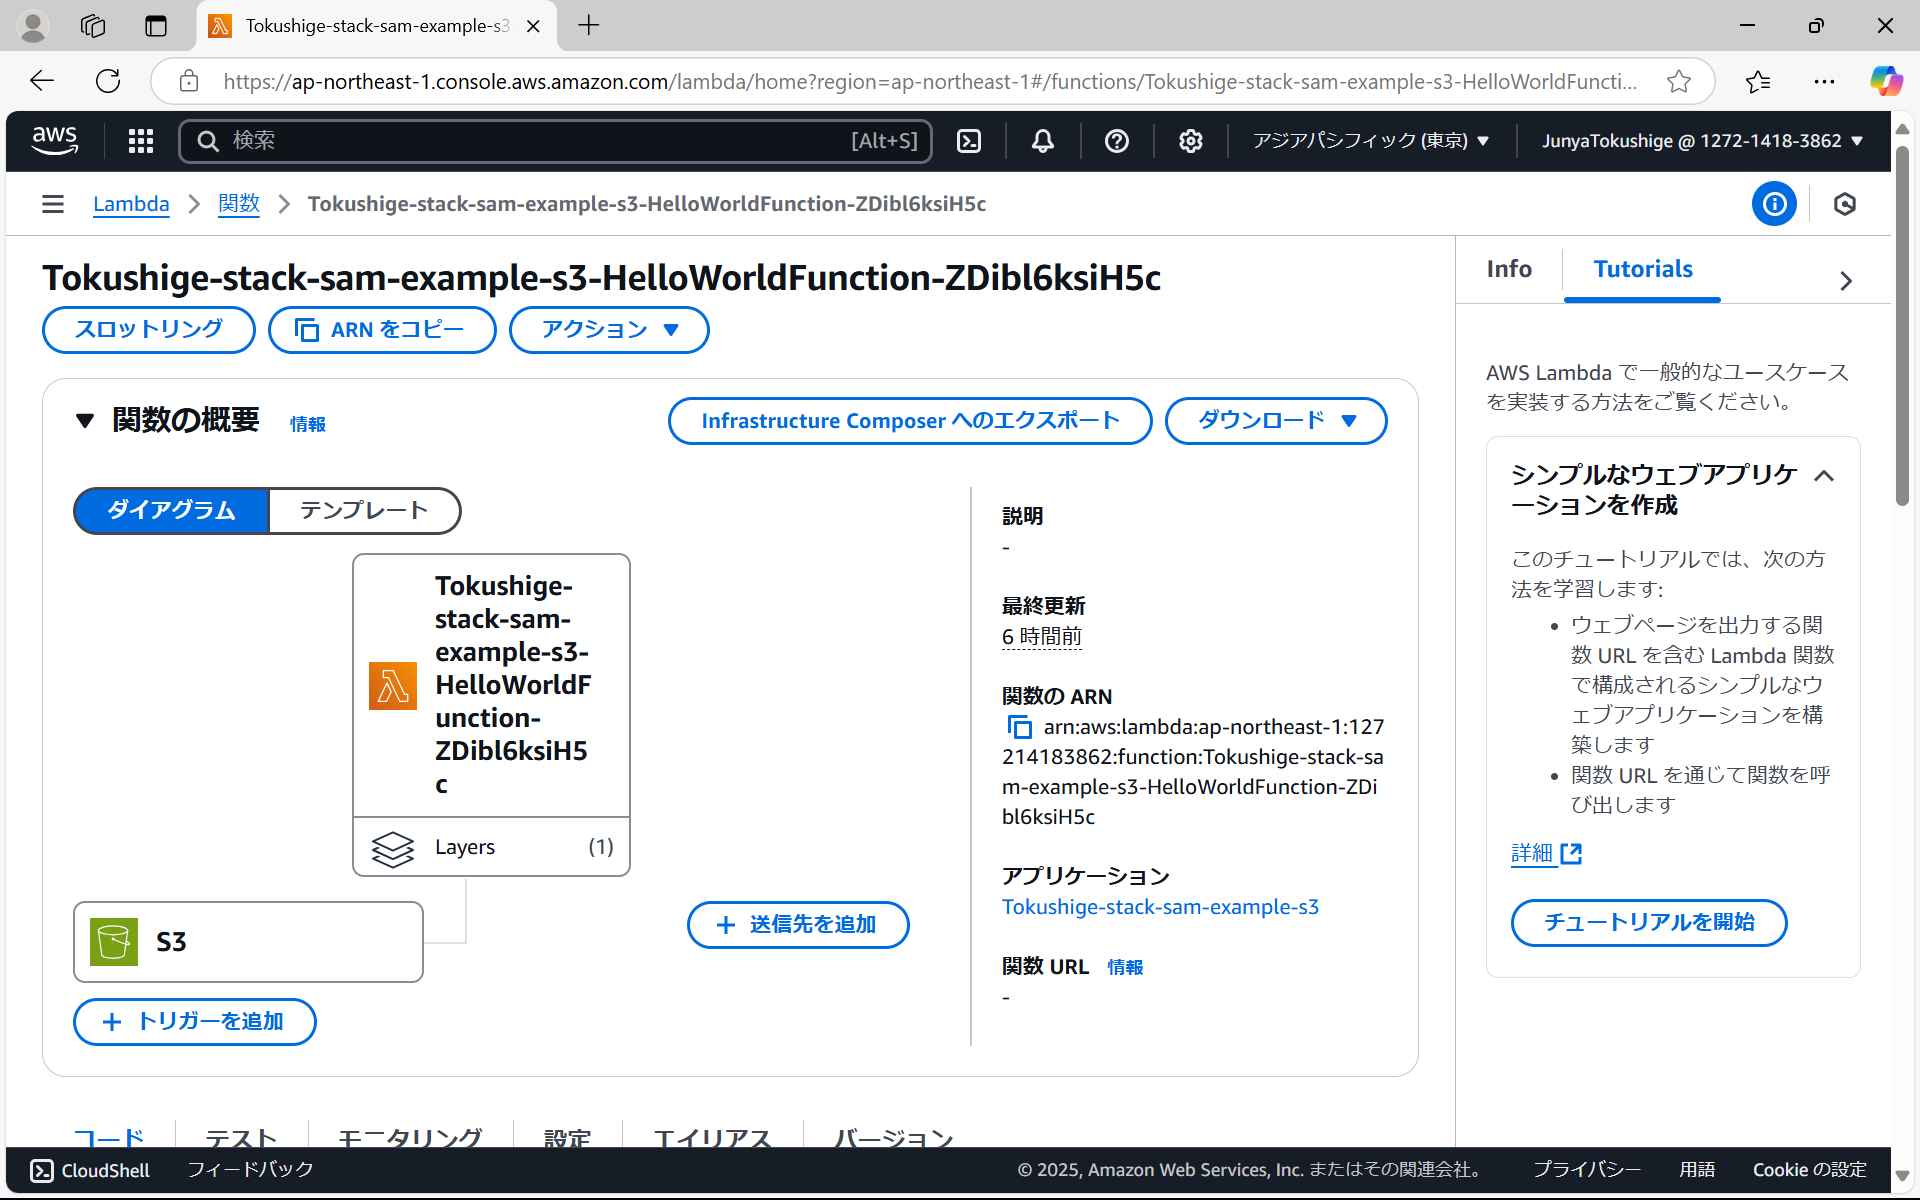 Tokushige-stack-sam-example-s3
https://ap-northeast-1.console.aws.amazon.com/lambda/home?region=ap-northeast-1#/functions/Tokushige-stack-sam-example-s3-HelloWorldFuncti...
aws
検索 [Alt+S]
アジアパシフィック (東京) ▼
JunyaTokushige @ 1272-1418-3862 ▼
Lambda > 関数 > Tokushige-stack-sam-example-s3-HelloWorldFunction-ZDibl6ksiH5c
Tokushige-stack-sam-example-s3-HelloWorldFunction-ZDibl6ksiH5c
スロットリング
ARN をコピー
アクション ▼
▼ 関数の概要 情報
Infrastructure Composer へのエクスポート
ダウンロード ▼
ダイアグラム
テンプレート
Tokushige-
stack-sam-
example-s3-
HelloWorldF
unction-
ZDibl6ksiH5
c
Layers (1)
S3
+ 送信先を追加
+ トリガーを追加
説明
-
最終更新
6 時間前
関数の ARN
arn:aws:lambda:ap-northeast-1:127
214183862:function:Tokushige-stack-sa
m-example-s3-HelloWorldFunction-ZDi
bl6ksiH5c
アプリケーション
Tokushige-stack-sam-example-s3
関数 URL 情報
-
コード
テスト
モニタリング
設定
エイリアス
バージョン
Info
Tutorials
AWS Lambda で一般的なユースケース
を実装する方法をご覧ください。
シンプルなウェブアプリケ
ーションを作成
このチュートリアルでは、次の方
法を学習します:
• ウェブページを出力する関
数 URL を含む Lambda 関数
で構成されるシンプルなウ
ェブアプリケーションを構
築します
• 関数 URL を通じて関数を呼
び出します
詳細
チュートリアルを開始
CloudShell
フィードバック
© 2025, Amazon Web Services, Inc. またはその関連会社。
プライバシー
用語
Cookie の設定